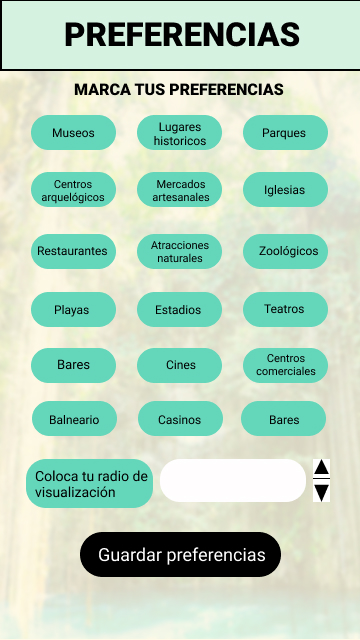 PREFERENCIAS
MARCA TUS PREFERENCIAS
Museos
Lugares
historicos
Parques
Centros
arquelógicos
Mercados
artesanales
Iglesias
Restaurantes
Atracciones
naturales
Zoológicos
Playas
Estadios
Teatros
Bares
Cines
Centros
comerciales
Balneario
Casinos
Bares
Coloca tu radio de
visualización
Guardar preferencias